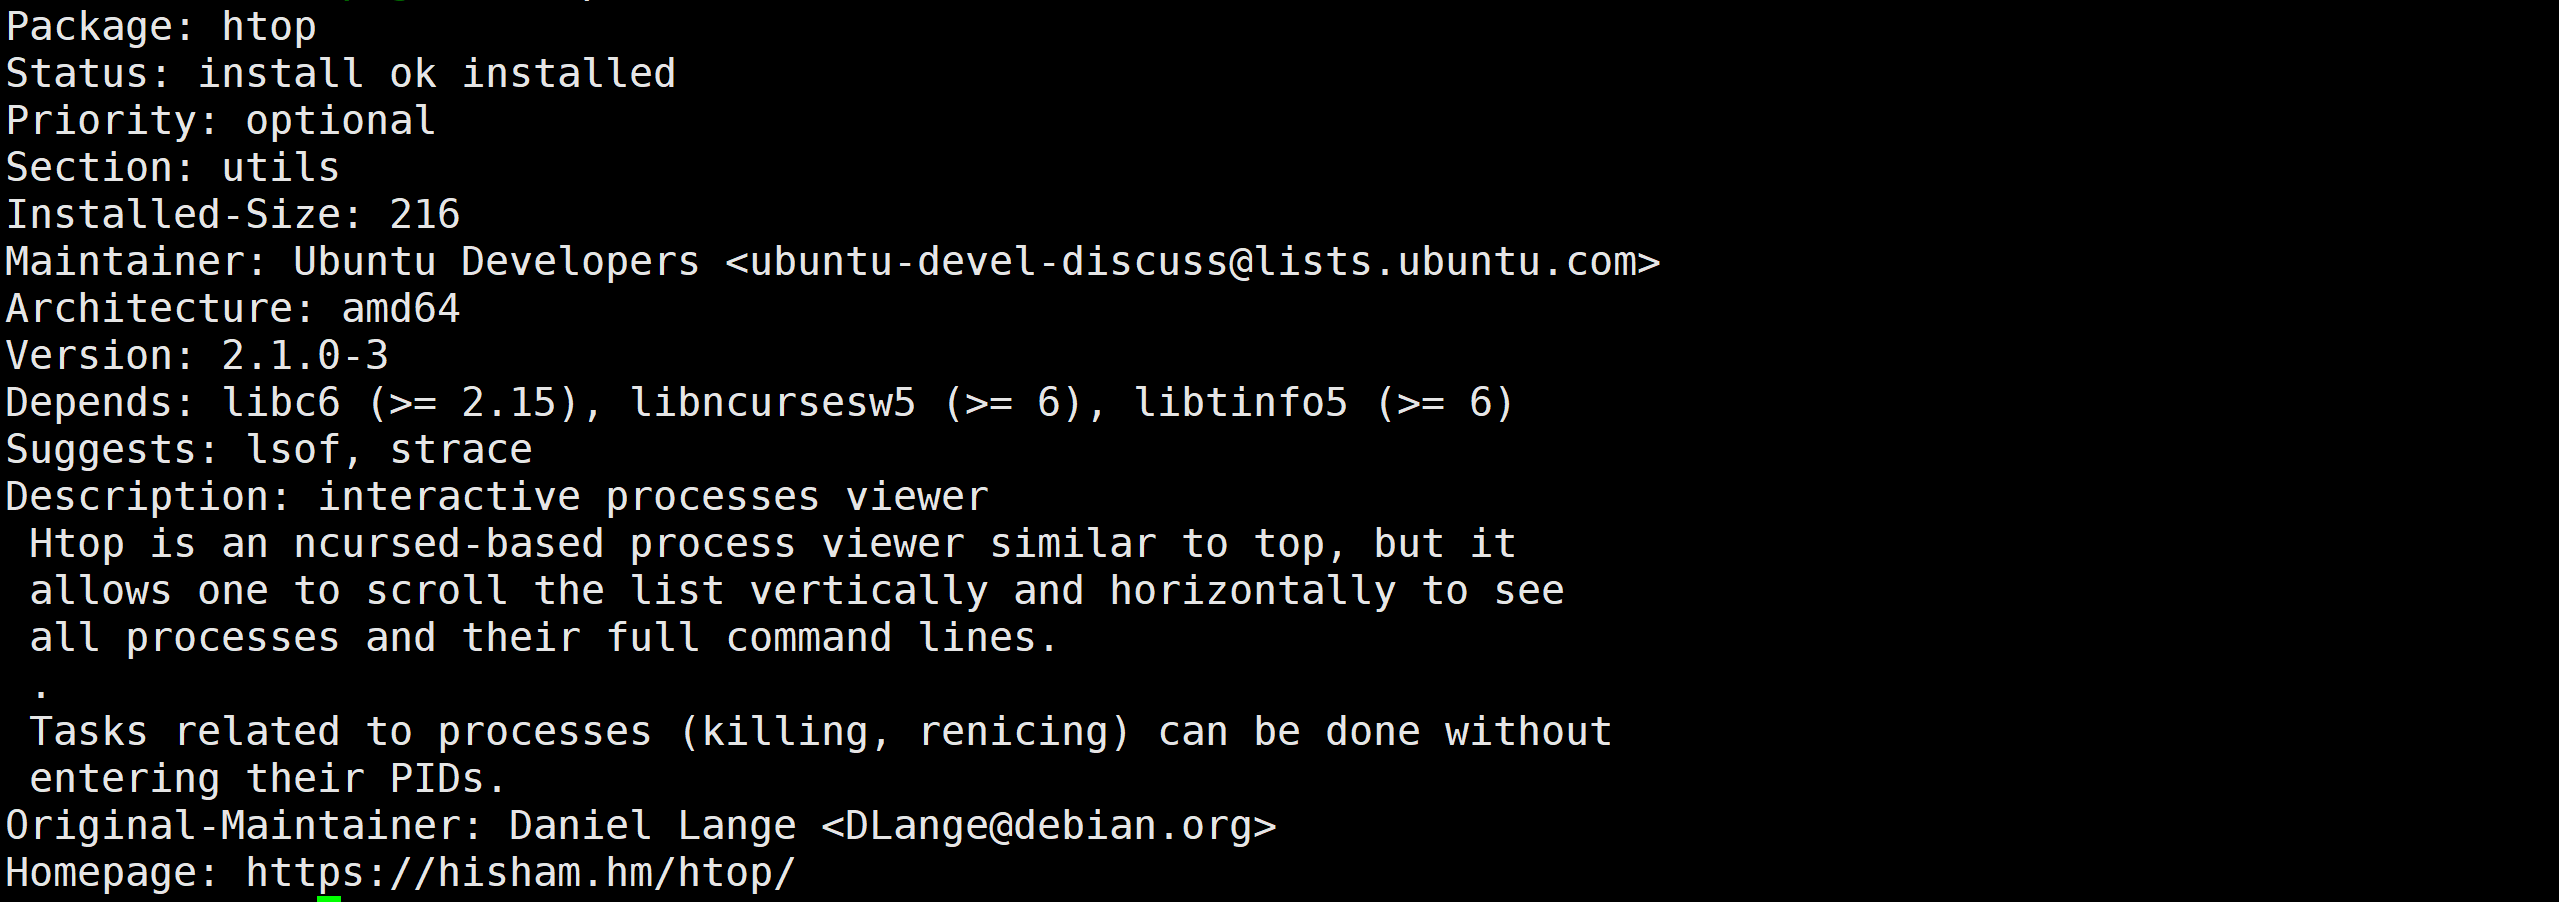 Package: htop
Status: install ok installed
Priority: optional
Section: utils
Installed-Size: 216
Maintainer: Ubuntu Developers <ubuntu-devel-discuss@lists.ubuntu.com>
Architecture: amd64
Version: 2.1.0-3
Depends: libc6 (>= 2.15), libncursesw5 (>= 6), libtinfo5 (>= 6)
Suggests: lsof, strace
Description: interactive processes viewer
 Htop is an ncursed-based process viewer similar to top, but it
 allows one to scroll the list vertically and horizontally to see
 all processes and their full command lines.
 .
 Tasks related to processes (killing, renicing) can be done without
 entering their PIDs.
Original-Maintainer: Daniel Lange <DLange@debian.org>
Homepage: https://hisham.hm/htop/